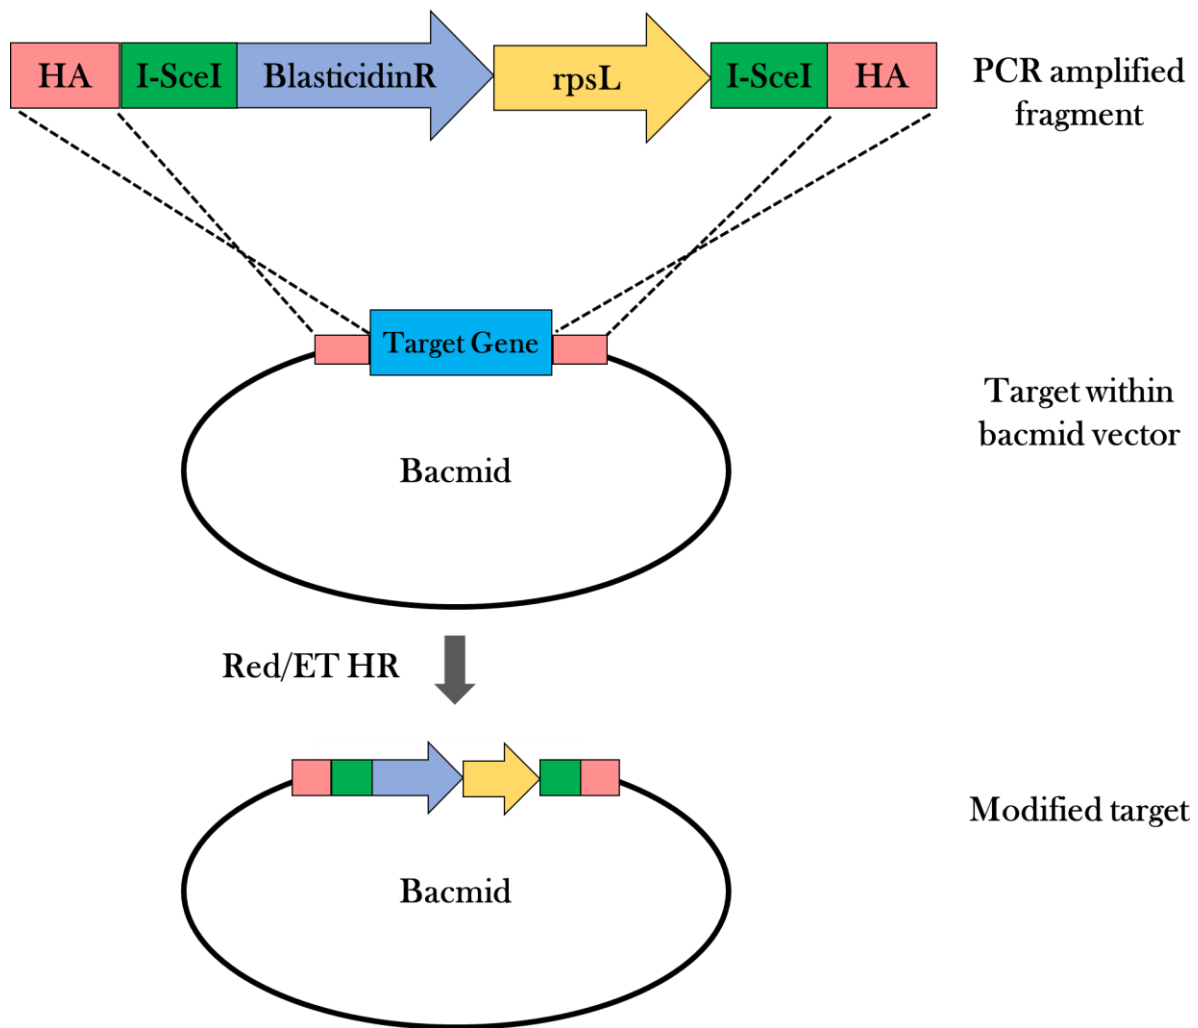 HA I-SceI BlasticidinR rpsL I-SceI HA
PCR amplified
fragment
Target Gene
Target within
bacmid vector
Bacmid
Red/ET HR
Modified target
Bacmid